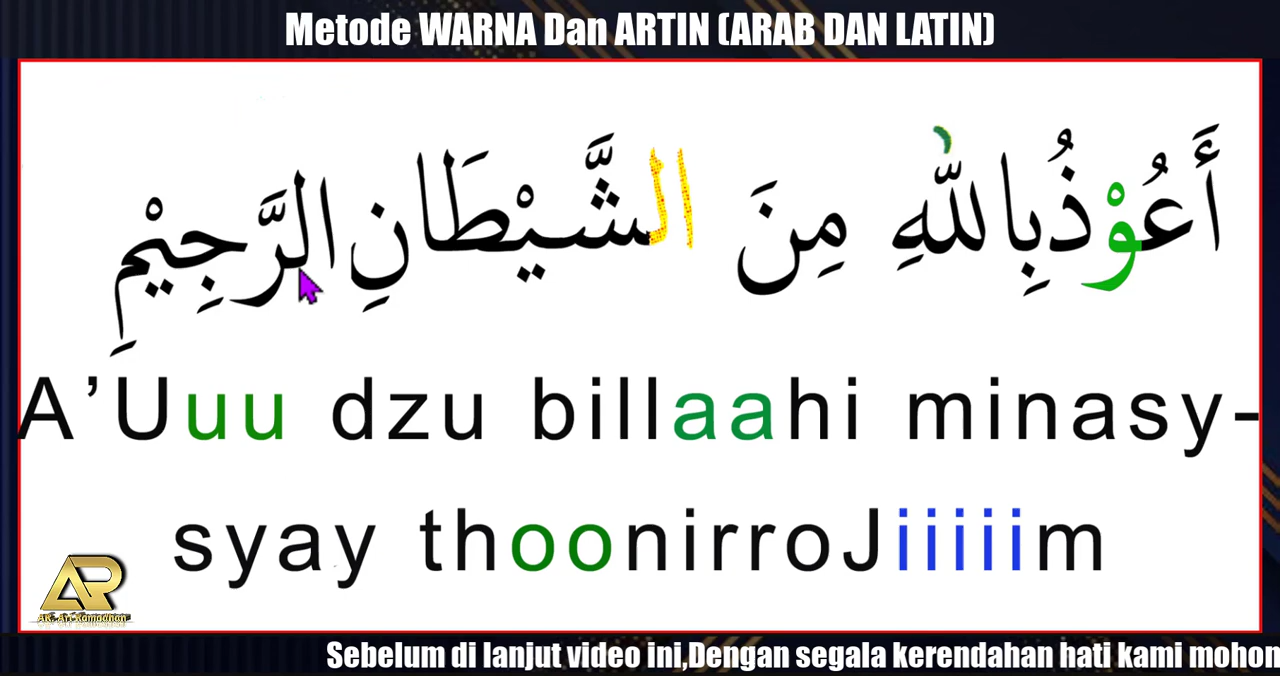 Metode WARNA Dan ARTIN (ARAB DAN LATIN)
أَعُوْذُبِاللّٰهِ مِنَ الشَّيْطَانِ الرَّجِيْمِ
A’Uuu dzu billaahi minasy-
syay thoonirroJiiiiim
AR
Sebelum di lanjut video ini,Dengan segala kerendahan hati kami mohon